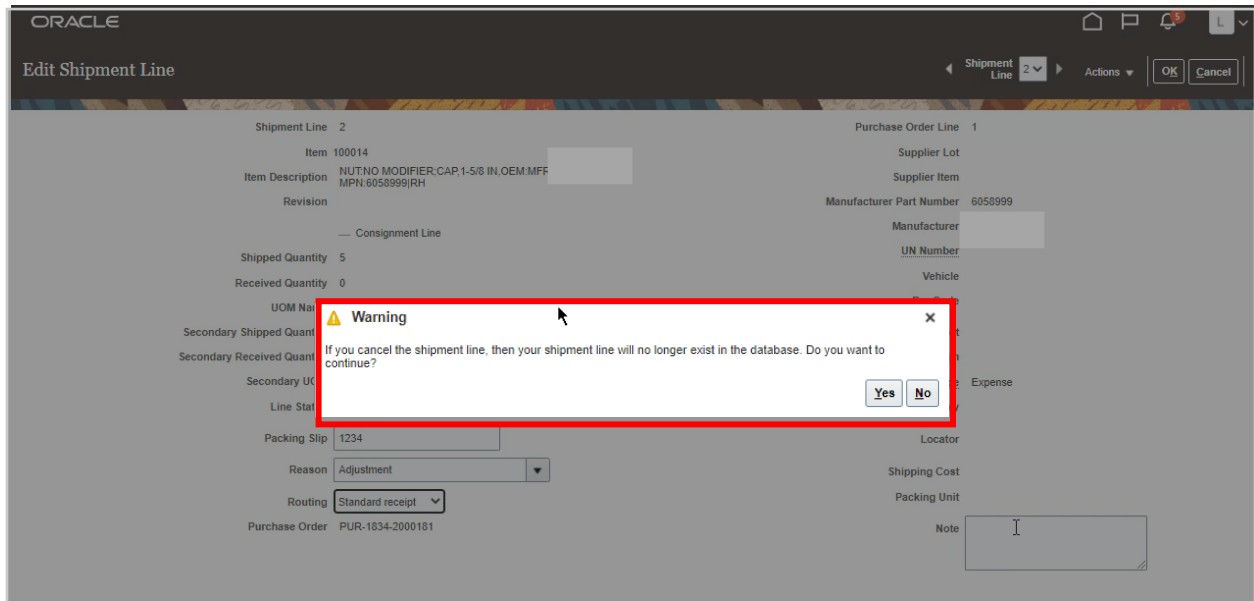 ORACLE
5
L
Edit Shipment Line
Shipment Line 2
Actions
OK
Cancel
Shipment Line 2
Item 100014
Item Description NUT:NO MODIFIER;CAP,1-5/8 IN,OEM:MFR
MPN:6058999|RH
Revision
Consignment Line
Shipped Quantity 5
Received Quantity 0
UOM Nam
Secondary Shipped Quant
Secondary Received Quant
Secondary UO
Line Stat
Packing Slip 1234
Reason Adjustment
Routing Standard receipt
Purchase Order PUR-1834-2000181
Purchase Order Line 1
Supplier Lot
Supplier Item
Manufacturer Part Number 6058999
Manufacturer
UN Number
Vehicle
Expense
Locator
Shipping Cost
Packing Unit
Note
Warning
If you cancel the shipment line, then your shipment line will no longer exist in the database. Do you want to
continue?
Yes
No